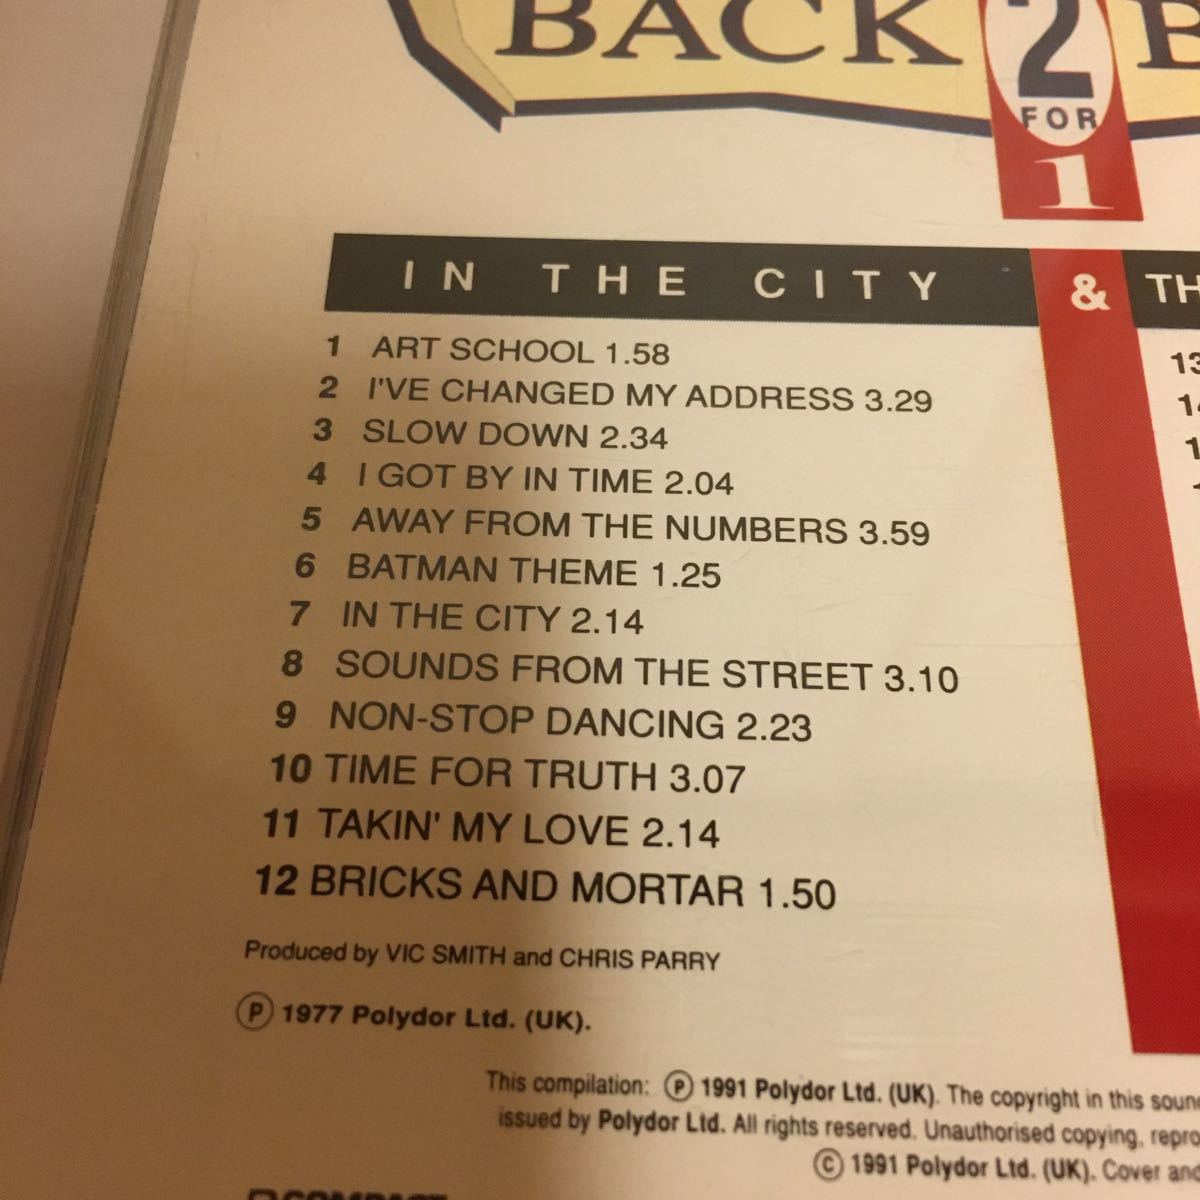 BACK 2 B
FOR
1
IN THE CITY & TH
1 ART SCHOOL 1.58
2 I'VE CHANGED MY ADDRESS 3.29
3 SLOW DOWN 2.34
4 I GOT BY IN TIME 2.04
5 AWAY FROM THE NUMBERS 3.59
6 BATMAN THEME 1.25
7 IN THE CITY 2.14
8 SOUNDS FROM THE STREET 3.10
9 NON-STOP DANCING 2.23
10 TIME FOR TRUTH 3.07
11 TAKIN' MY LOVE 2.14
12 BRICKS AND MORTAR 1.50
13
Produced by VIC SMITH and CHRIS PARRY
Ⓟ 1977 Polydor Ltd. (UK).
This compilation: Ⓟ 1991 Polydor Ltd. (UK). The copyright in this soun
issued by Polydor Ltd. All rights reserved. Unauthorised copying, repro
© 1991 Polydor Ltd. (UK). Cover and